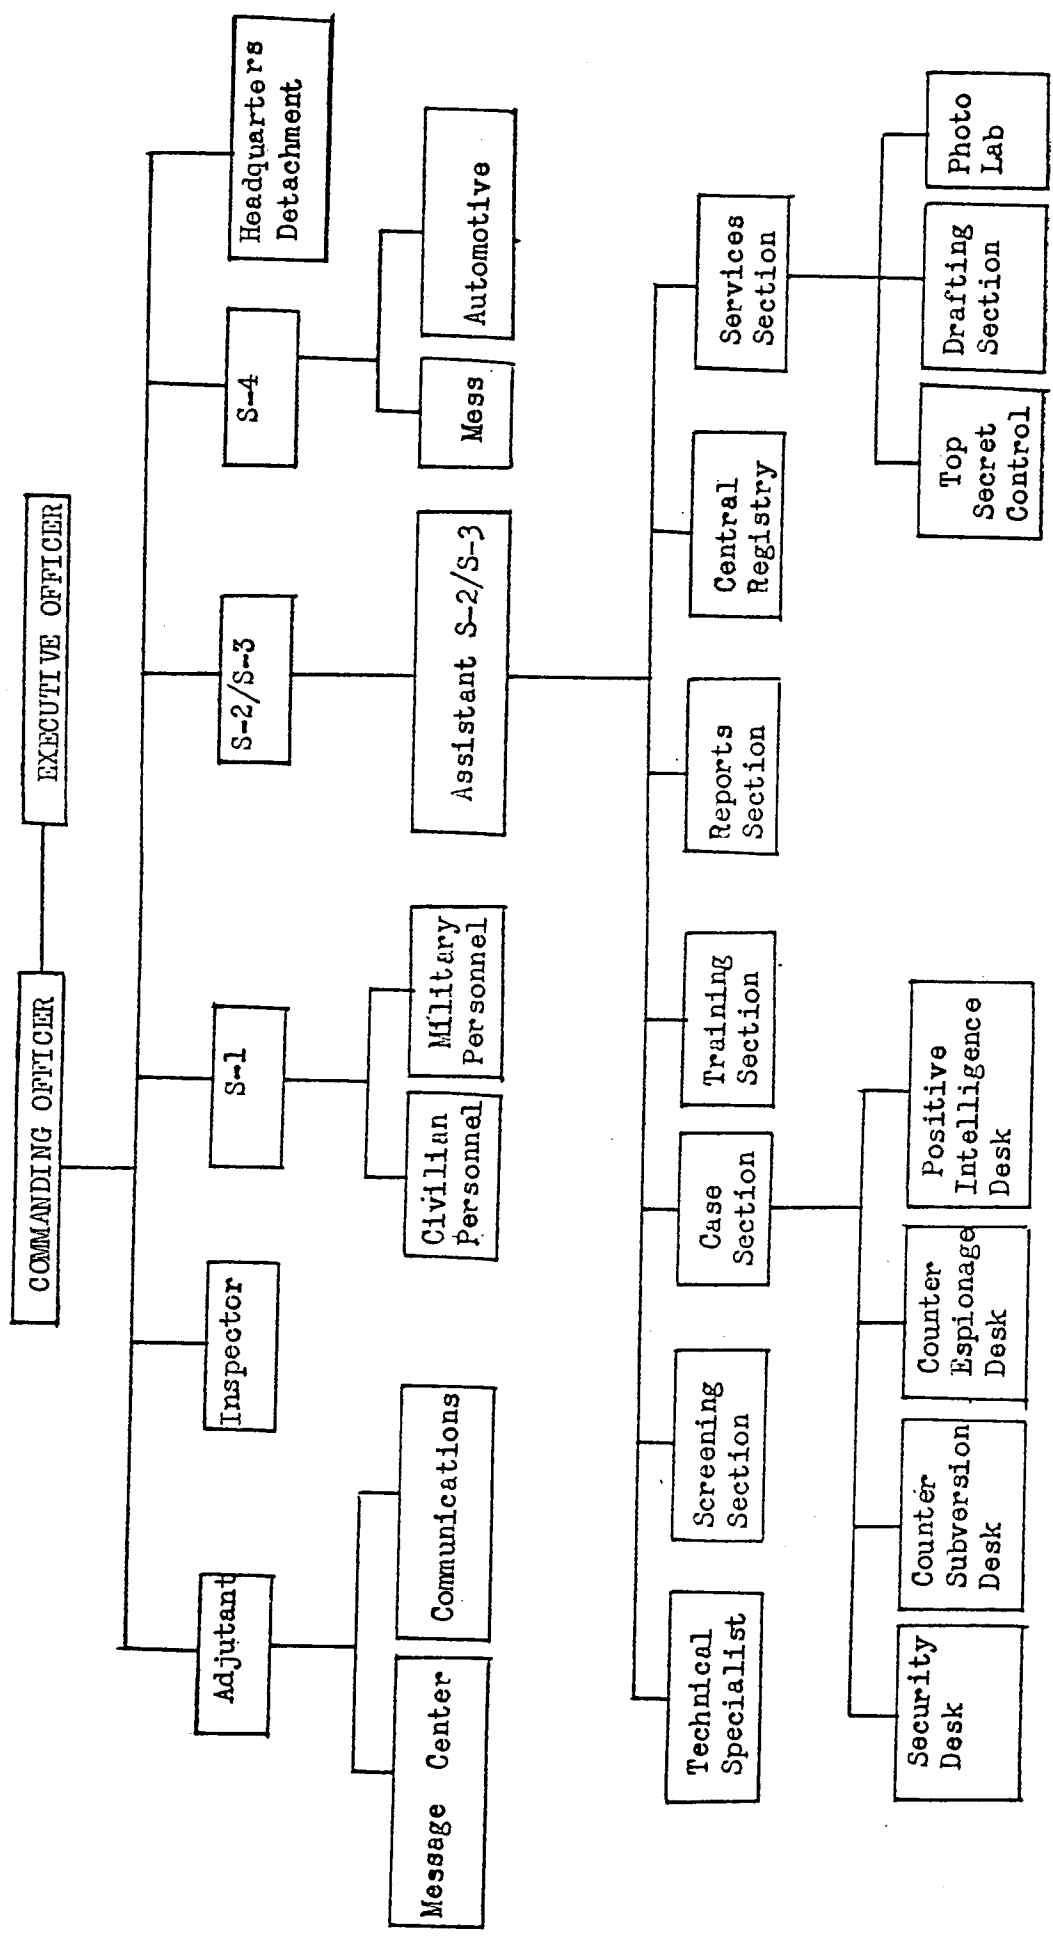 COMMANDING OFFICER
EXECUTIVE OFFICER
Adjutant
Inspector
S-1
S-2/S-3
S-4
Headquarters
Detachment
Message Center
Communications
Civilian
Personnel
Military
Personnel
Assistant S-2/S-3
Mess
Automotive
Technical
Specialist
Screening
Section
Case
Section
Training
Section
Reports
Section
Central
Registry
Services
Section
Security
Desk
Counter
Subversion
Desk
Counter
Espionage
Desk
Positive
Intelligence
Desk
Top
Secret
Control
Drafting
Section
Photo
Lab